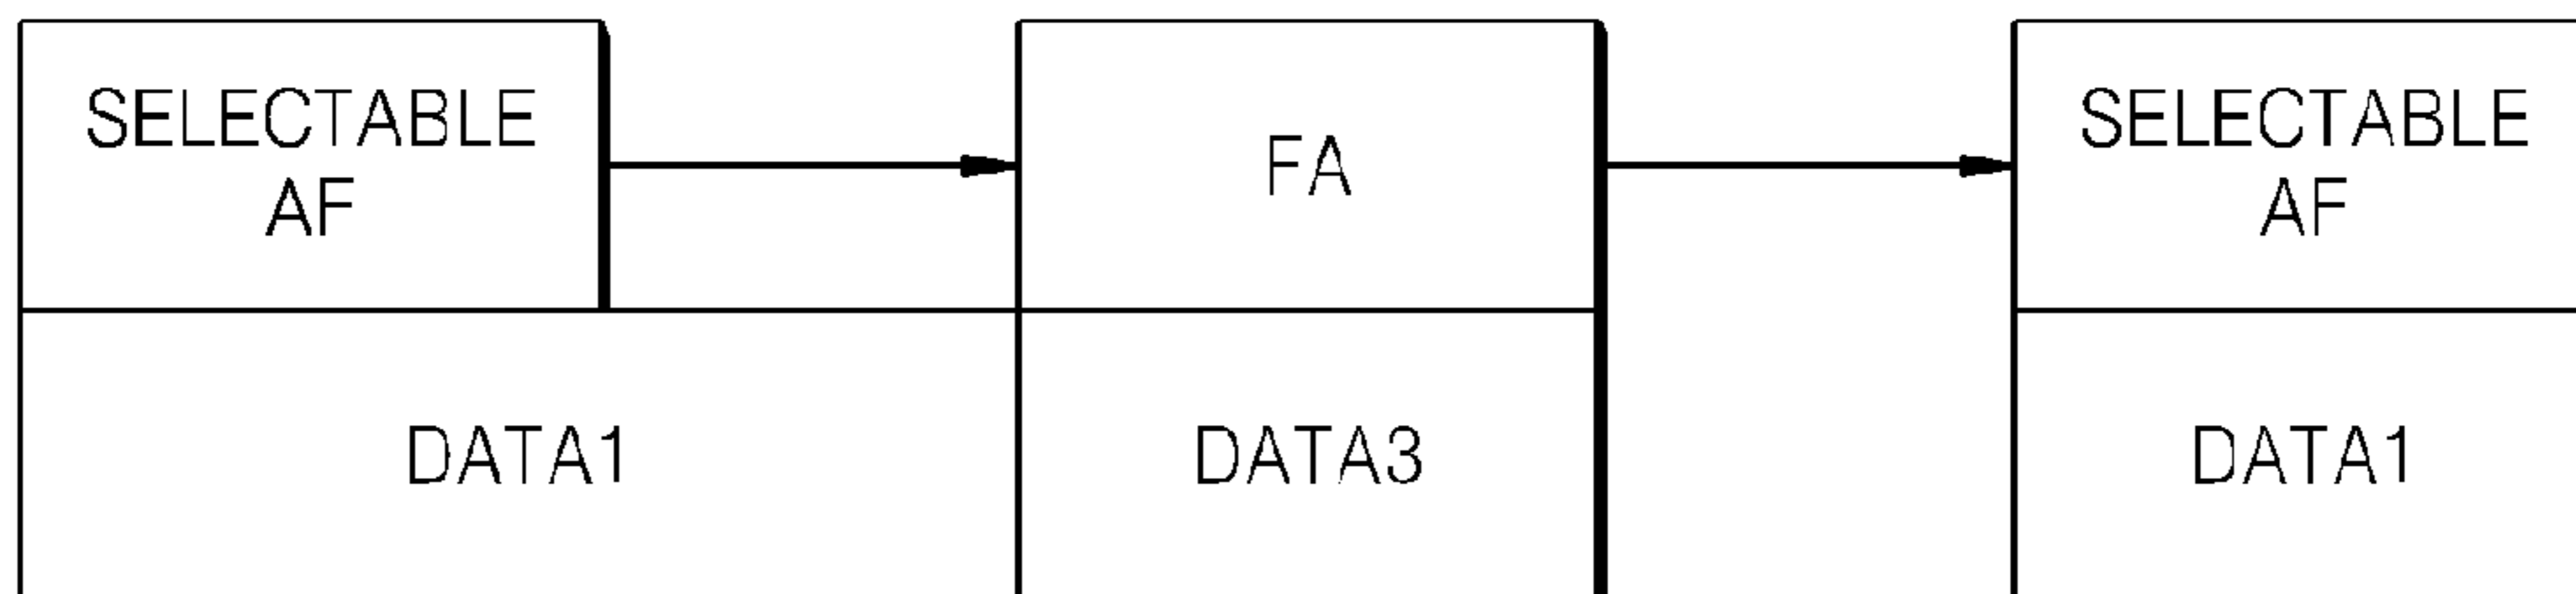 SELECTABLE
AF
FA
SELECTABLE
AF
DATA1
DATA3
DATA1